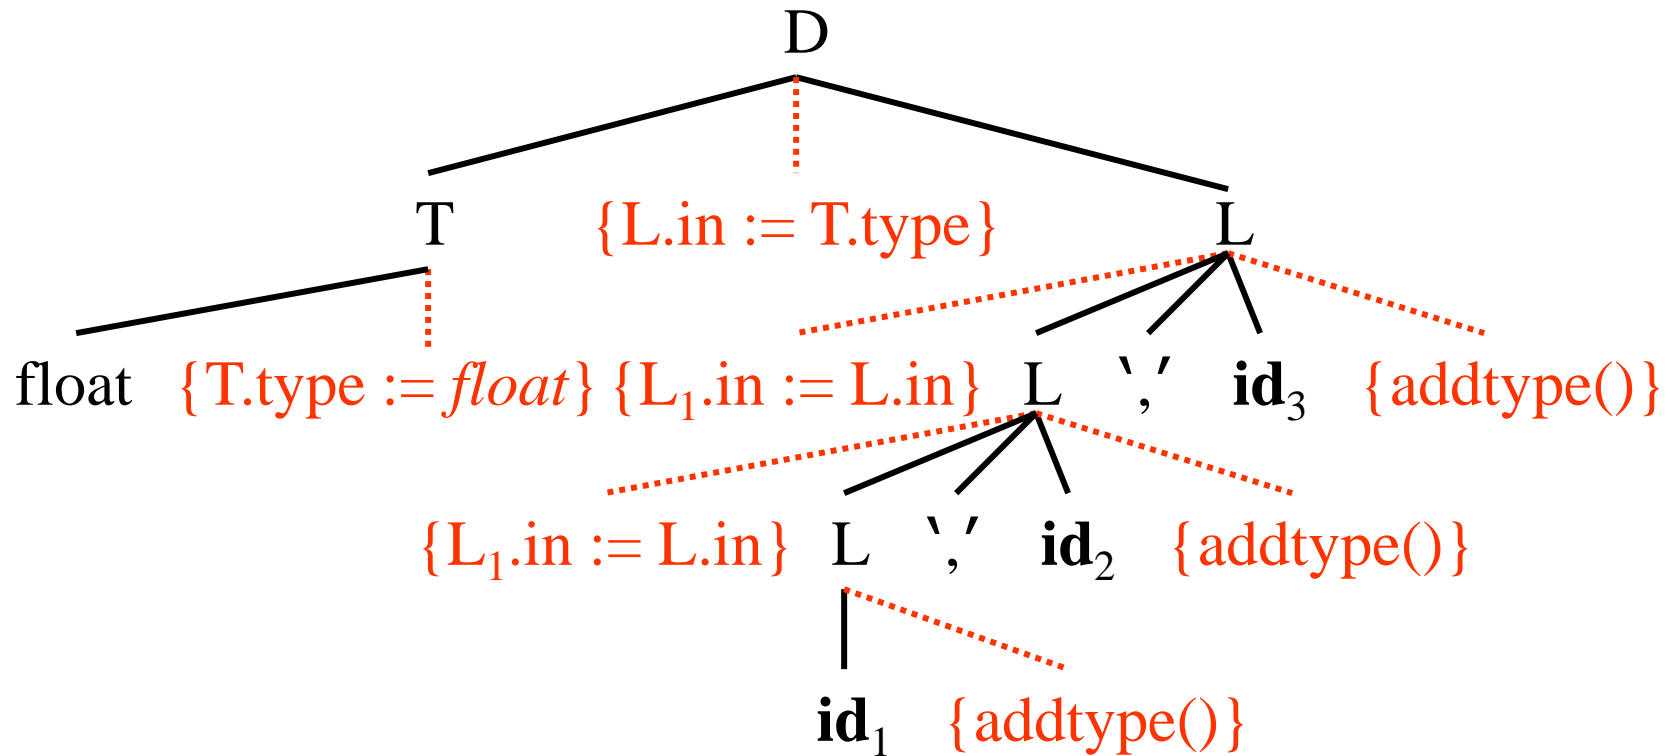 D
T {L.in := T.type} L
float {T.type := float} {L₁.in := L.in} L ‵,′ id₃ {addtype()}
{L₁.in := L.in} L ‵,′ id₂ {addtype()}
id₁ {addtype()}